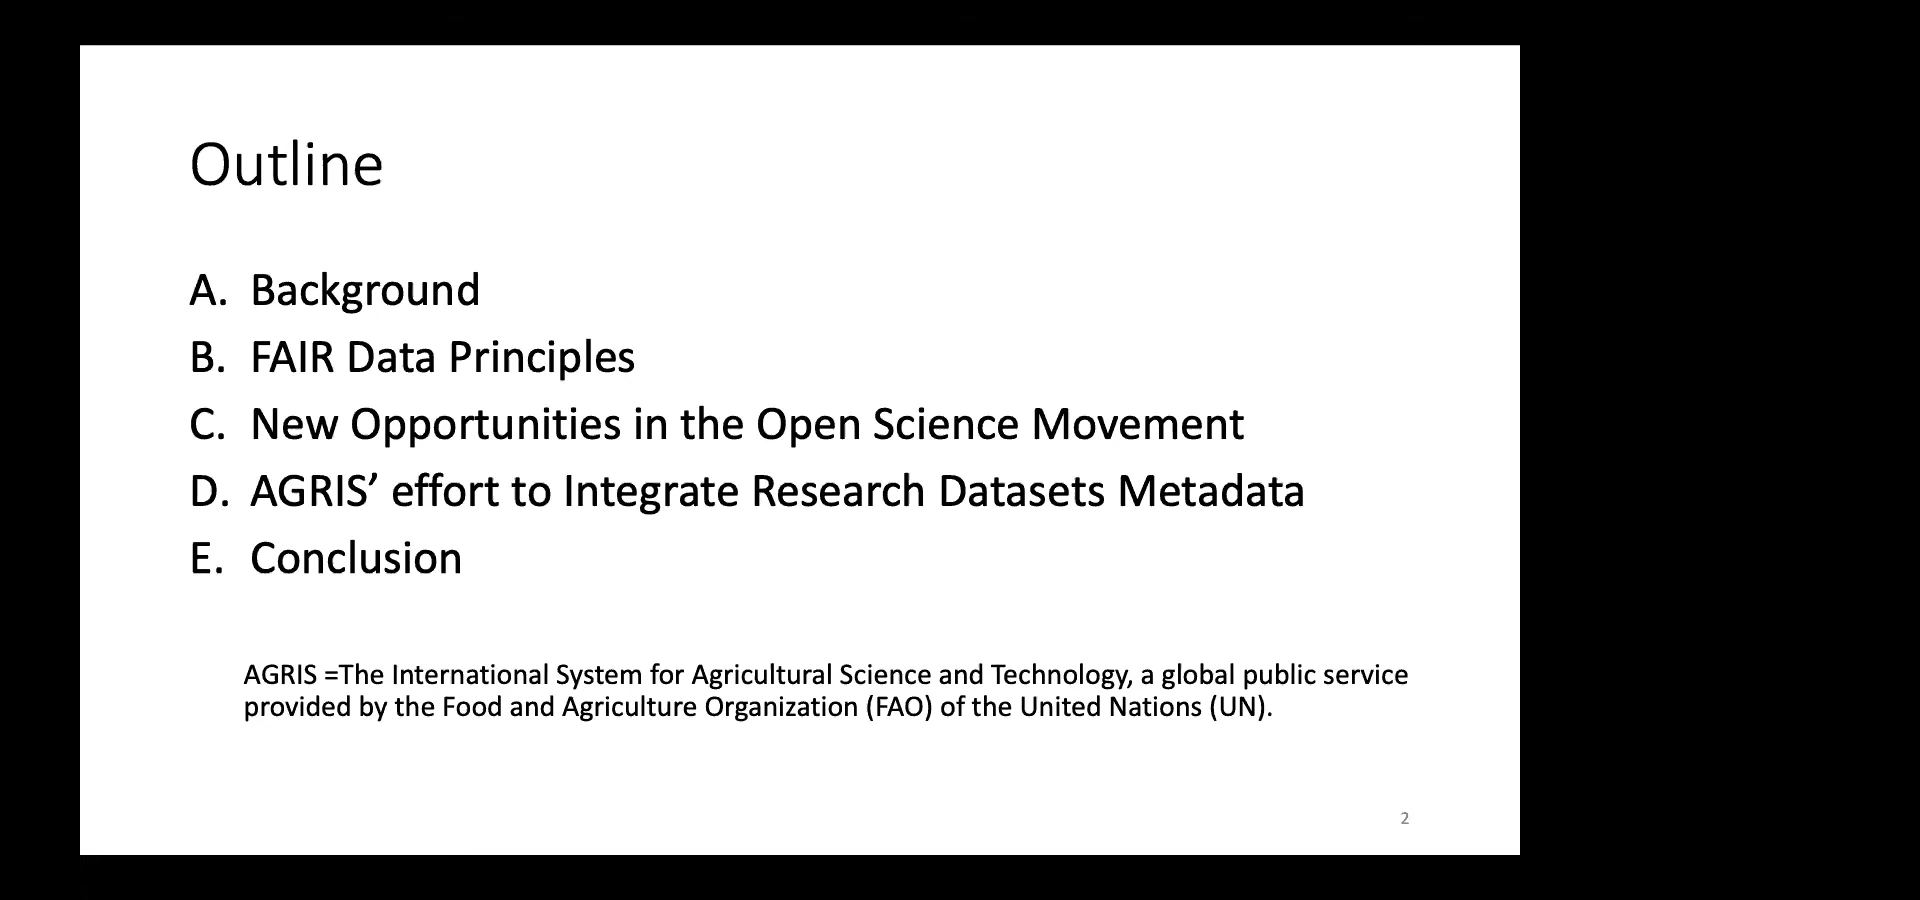 Outline
A. Background
B. FAIR Data Principles
C. New Opportunities in the Open Science Movement
D. AGRIS’ effort to Integrate Research Datasets Metadata
E. Conclusion
AGRIS =The International System for Agricultural Science and Technology, a global public service
provided by the Food and Agriculture Organization (FAO) of the United Nations (UN).
2